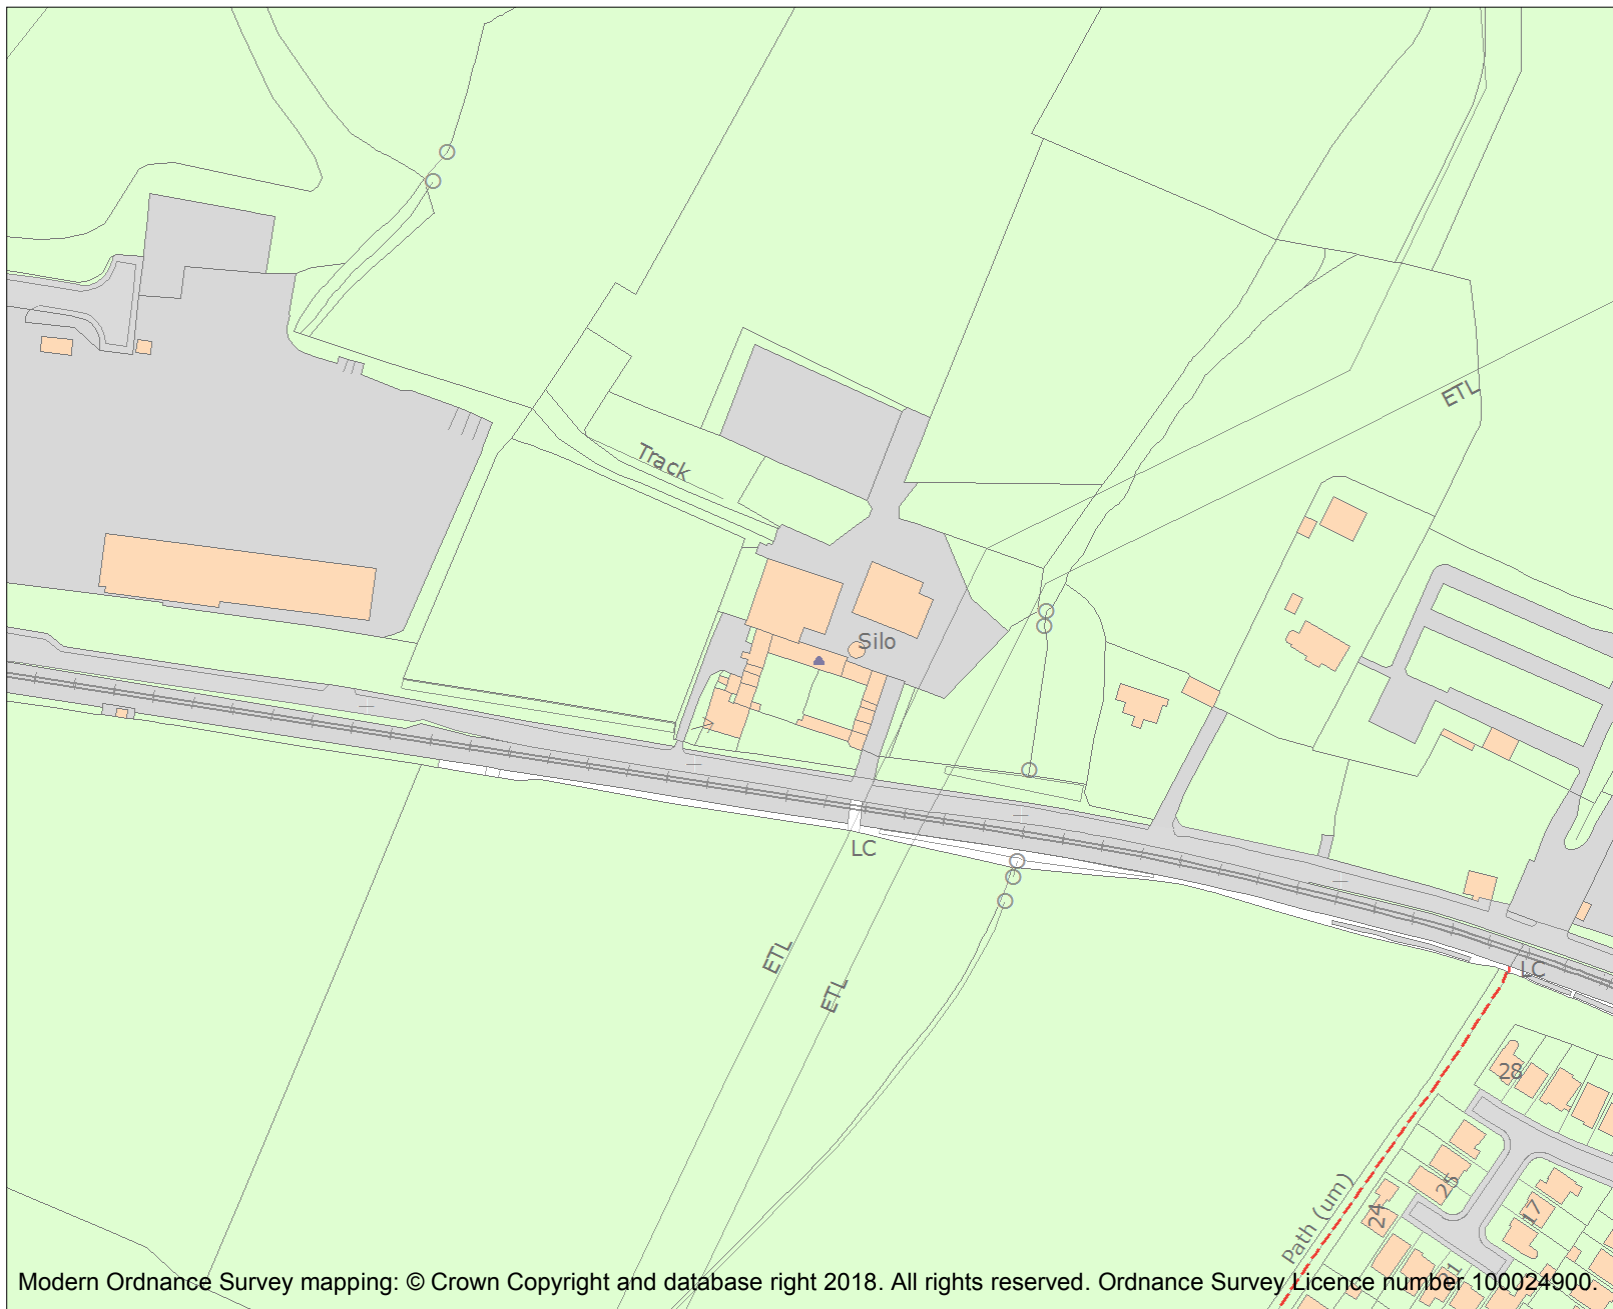 ETL
Track
Silo
LC
ETL
ETL
LC
28
25
24
17
Path (um)
Modern Ordnance Survey mapping: © Crown Copyright and database right 2018. All rights reserved. Ordnance Survey Licence number 100024900.